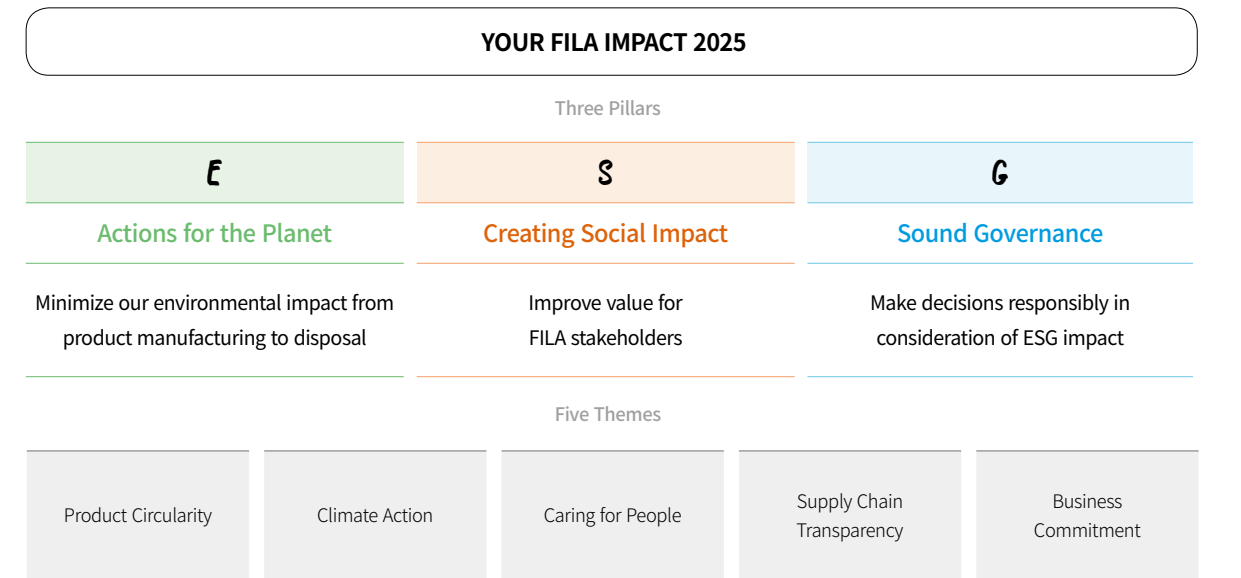 YOUR FILA IMPACT 2025
Three Pillars
E
Actions for the Planet
Minimize our environmental impact from
product manufacturing to disposal
S
Creating Social Impact
Improve value for
FILA stakeholders
G
Sound Governance
Make decisions responsibly in
consideration of ESG impact
Five Themes
Product Circularity
Climate Action
Caring for People
Supply Chain
Transparency
Business
Commitment